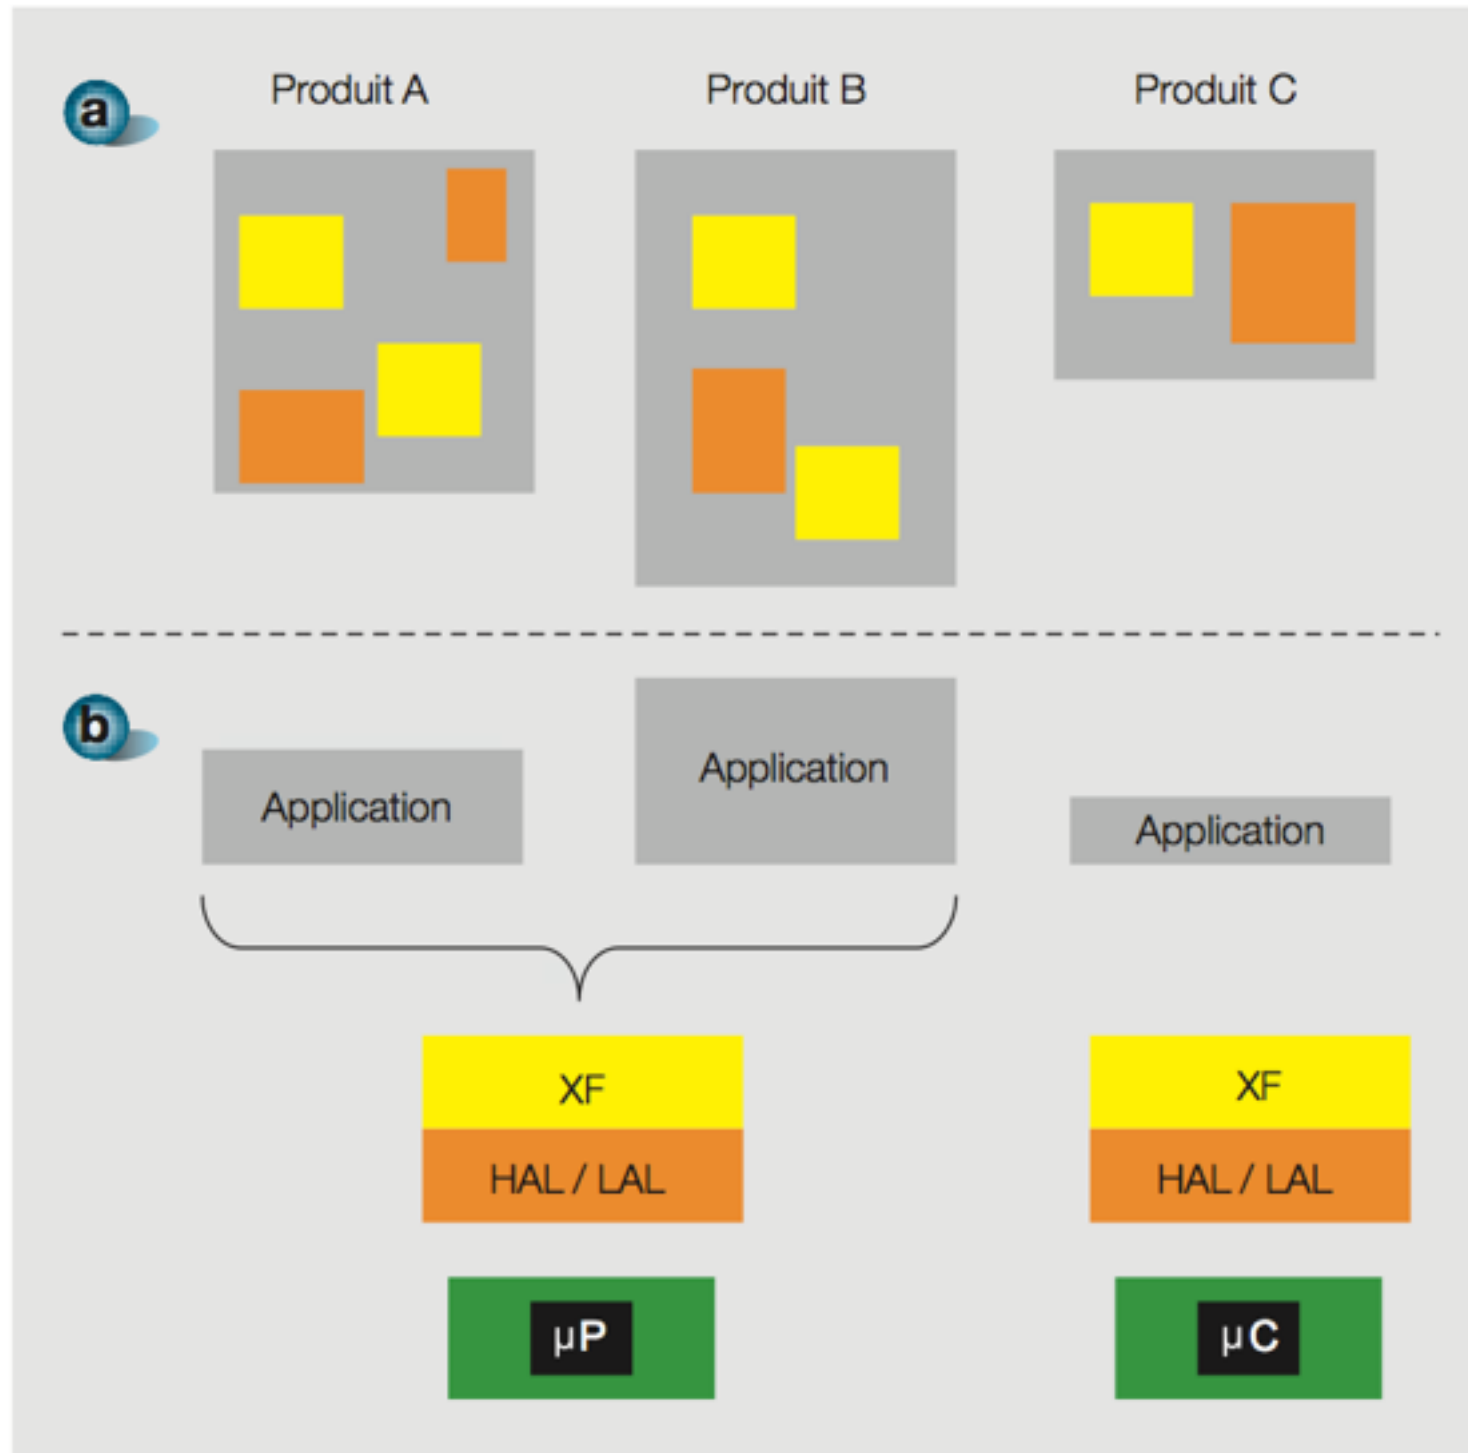 a
Produit A
Produit B
Produit C
b
Application
Application
Application
XF
HAL / LAL
XF
HAL / LAL
µP
µC